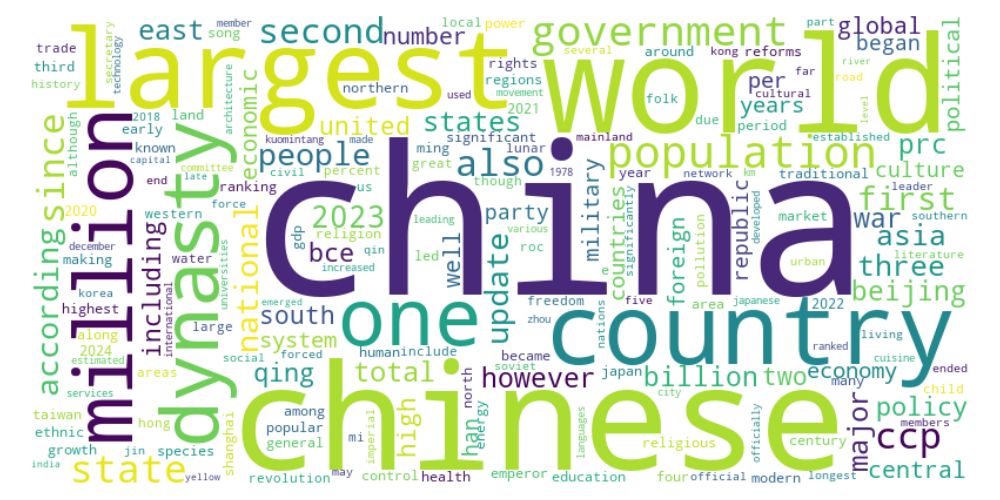 trade
east
song
second
number
local
power
government
part
global
member
secretary
technology
third
history
largest
world
several
around
kong
reforms
began
political
northern
rights
regions
movement
used
2021
folk
per
far
cultural
river
road
level
years
due
period
although
million
2018
early
known
capital
land
architecture
economic
united
states
kuomintang
made
people
percent
civil
ming
significant
lunar
great
also
though
mainland
1978
population
established
traditional
prc
culture
committee
late
end
ranking
us
year
network
km
leader
southern
according
since
2020
december
western
making
dynasty
force
national
china
2023
religion
gdp
qin
bce
increased
leading
various
led
well
party
roc
update
military
countries
significantly
e
foreign
pollution
republic
developed
market
urban
war
first
asia
literature
three
beijing
korea
water
including
international
universities
highest
along
2024
estimated
services
large
areas
emerged
south
system
one
freedom
zhou
nations
five
area
japanese
2022
country
ranked
living
cuisine
economy
ended
social
forced
human
include
became
soviet
japan
qing
total
however
billion
two
many
child
taiwan
ethnic
growth
india
hong
jin
species
state
yellow
shanghai
among
popular
general
revolution
mi
imperial
may
high
control
han
energy
north
health
emperor
chinese
languages
education
city
religious
four
official
officially
modern
century
longest
major
policy
members
ccp
central